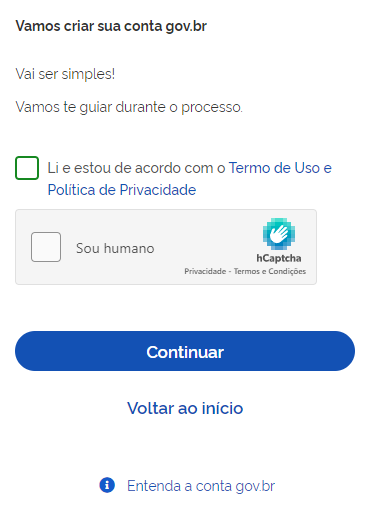 Vamos criar sua conta gov.br
Vai ser simples!
Vamos te guiar durante o processo.
Li e estou de acordo com o Termo de Uso e
Política de Privacidade
Sou humano
hCaptcha
Privacidade - Termos e Condições
Continuar
Voltar ao início
Entenda a conta gov.br